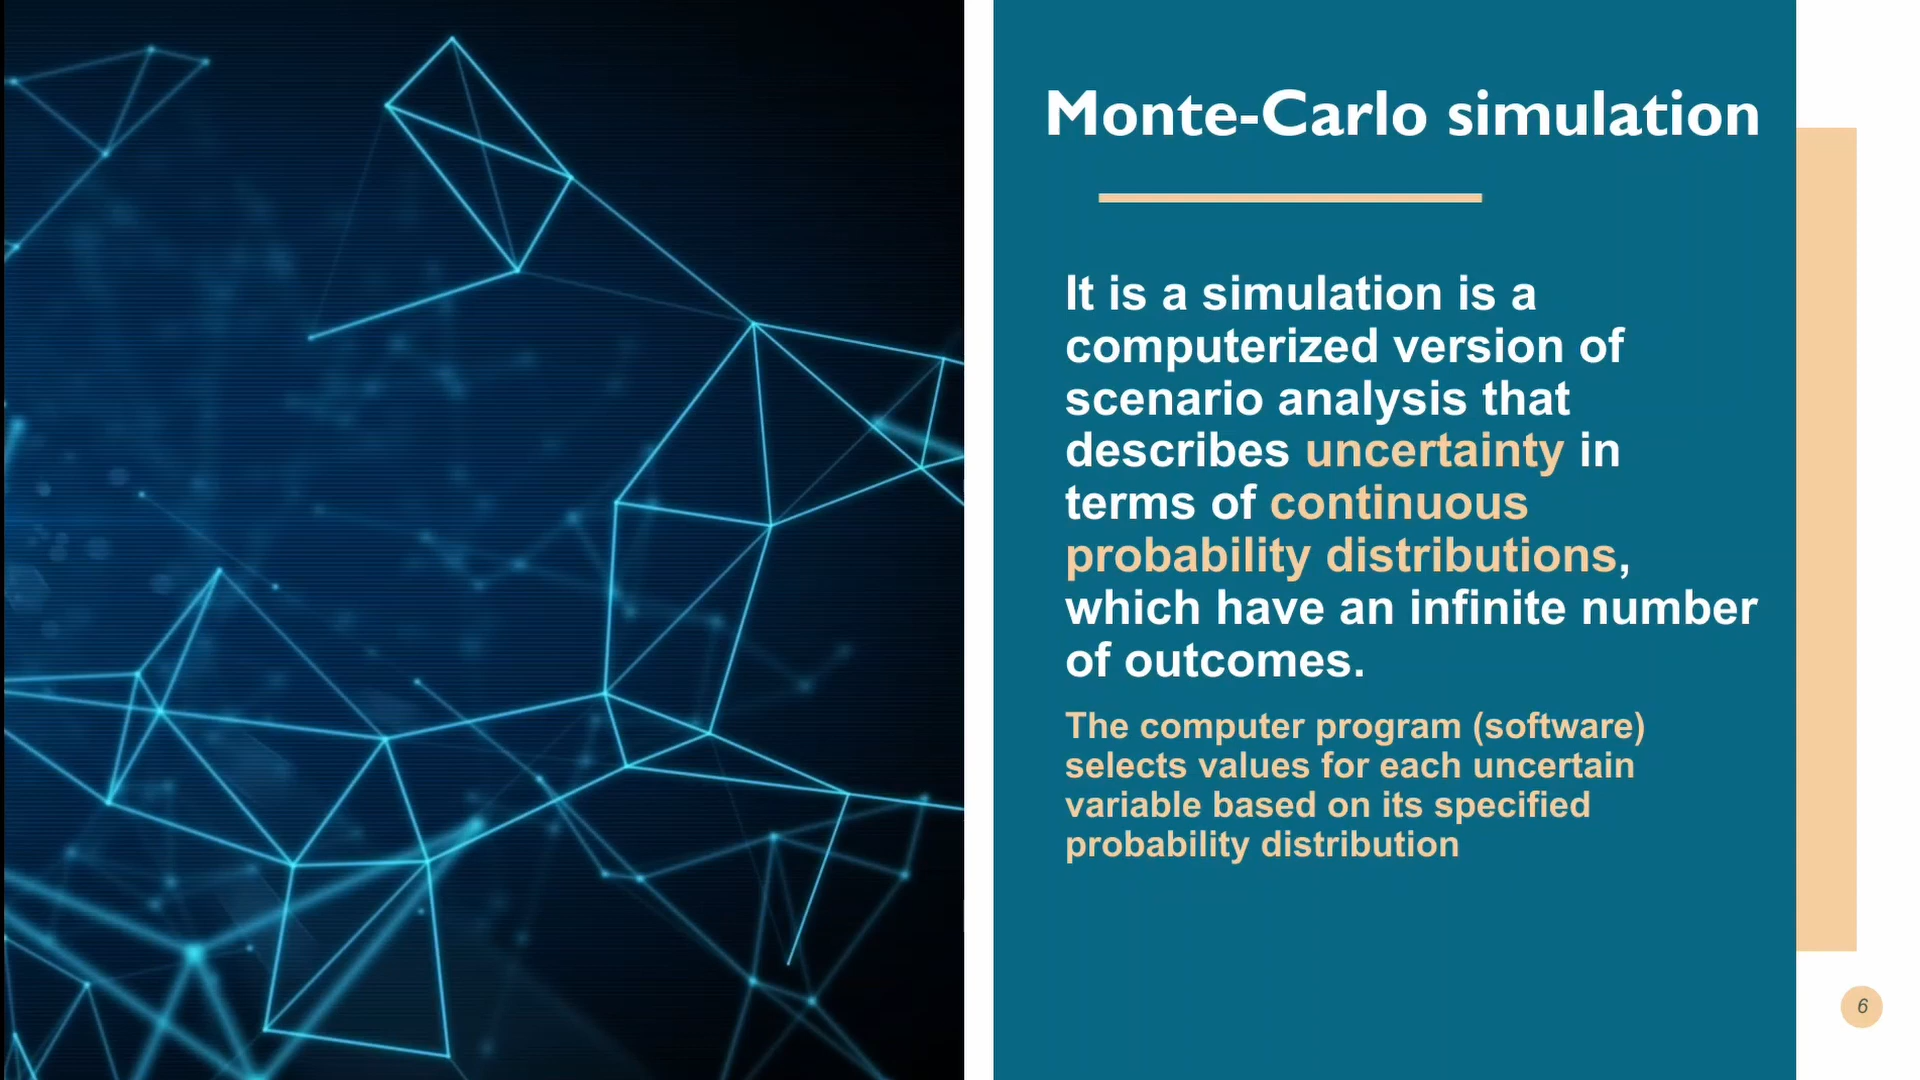 Monte-Carlo simulation
It is a simulation is a
computerized version of
scenario analysis that
describes uncertainty in
terms of continuous
probability distributions,
which have an infinite number
of outcomes.
The computer program (software)
selects values for each uncertain
variable based on its specified
probability distribution
6